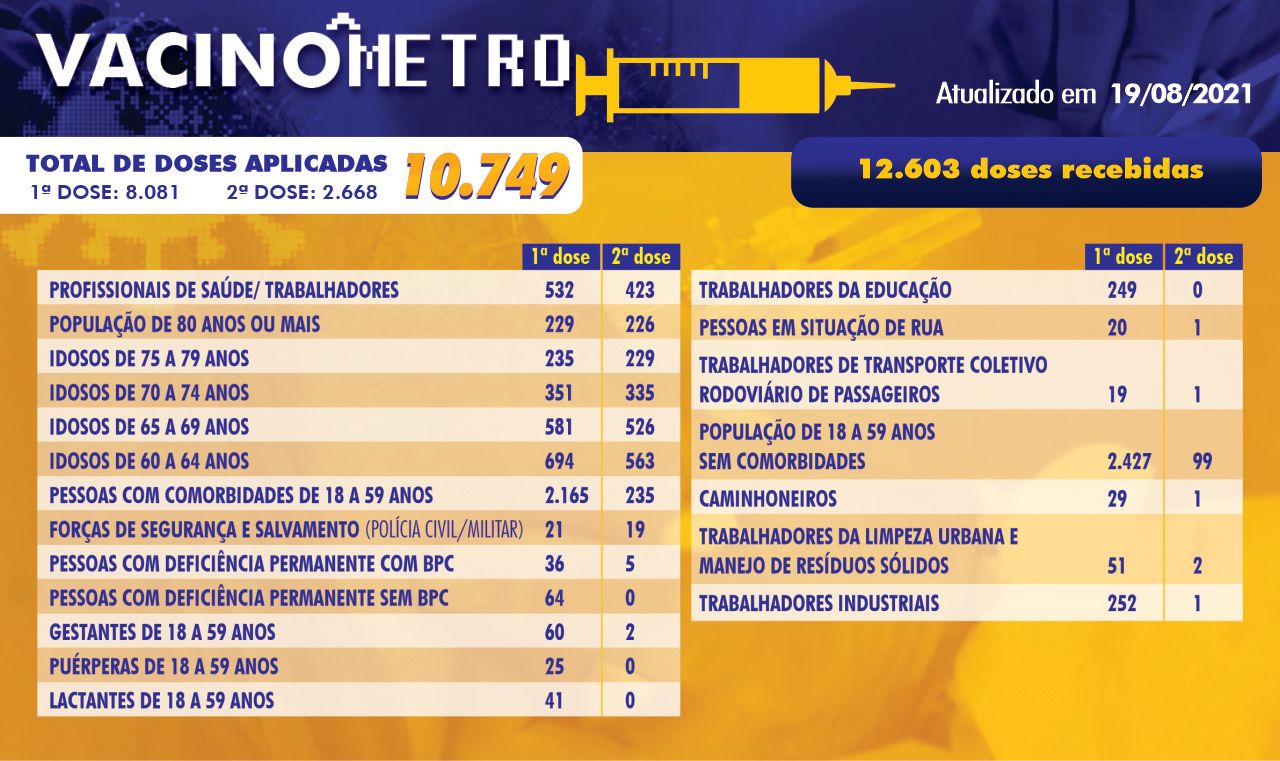 VACINÔMETRO
Atualizado em 19/08/2021
TOTAL DE DOSES APLICADAS 10.749
1ª DOSE: 8.081 2ª DOSE: 2.668
12.603 doses recebidas
1ª dose 2ª dose
PROFISSIONAIS DE SAÚDE/ TRABALHADORES 532 423
POPULAÇÃO DE 80 ANOS OU MAIS 229 226
IDOSOS DE 75 A 79 ANOS 235 229
IDOSOS DE 70 A 74 ANOS 351 335
IDOSOS DE 65 A 69 ANOS 581 526
IDOSOS DE 60 A 64 ANOS 694 563
PESSOAS COM COMORBIDADES DE 18 A 59 ANOS 2.165 235
FORÇAS DE SEGURANÇA E SALVAMENTO (POLÍCIA CIVIL/MILITAR) 21 19
PESSOAS COM DEFICIÊNCIA PERMANENTE COM BPC 36 5
PESSOAS COM DEFICIÊNCIA PERMANENTE SEM BPC 64 0
GESTANTES DE 18 A 59 ANOS 60 2
PUÉRPERAS DE 18 A 59 ANOS 25 0
LACTANTES DE 18 A 59 ANOS 41 0
1ª dose 2ª dose
TRABALHADORES DA EDUCAÇÃO 249 0
PESSOAS EM SITUAÇÃO DE RUA 20 1
TRABALHADORES DE TRANSPORTE COLETIVO
RODOVIÁRIO DE PASSAGEIROS 19 1
POPULAÇÃO DE 18 A 59 ANOS
SEM COMORBIDADES 2.427 99
CAMINHONEIROS 29 1
TRABALHADORES DA LIMPEZA URBANA E
MANEJO DE RESÍDUOS SÓLIDOS 51 2
TRABALHADORES INDUSTRIAIS 252 1